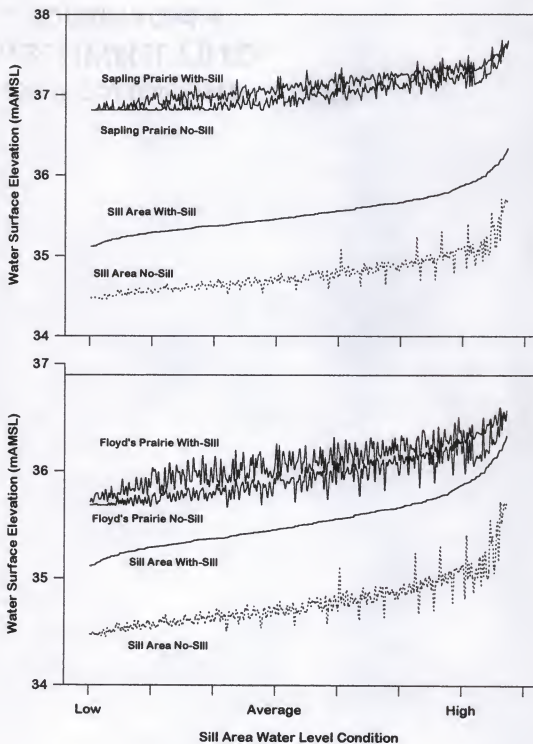 38
37
36
35
34
Water Surface Elevation (mAMSL)
Sapling Prairie With-Sill
Sapling Prairie No-Sill
Sill Area With-Sill
Sill Area No-Sill
37
36
35
34
Water Surface Elevation (mAMSL)
Floyd's Prairie With-Sill
Floyd's Prairie No-Sill
Sill Area With-Sill
Sill Area No-Sill
Low Average High
Sill Area Water Level Condition